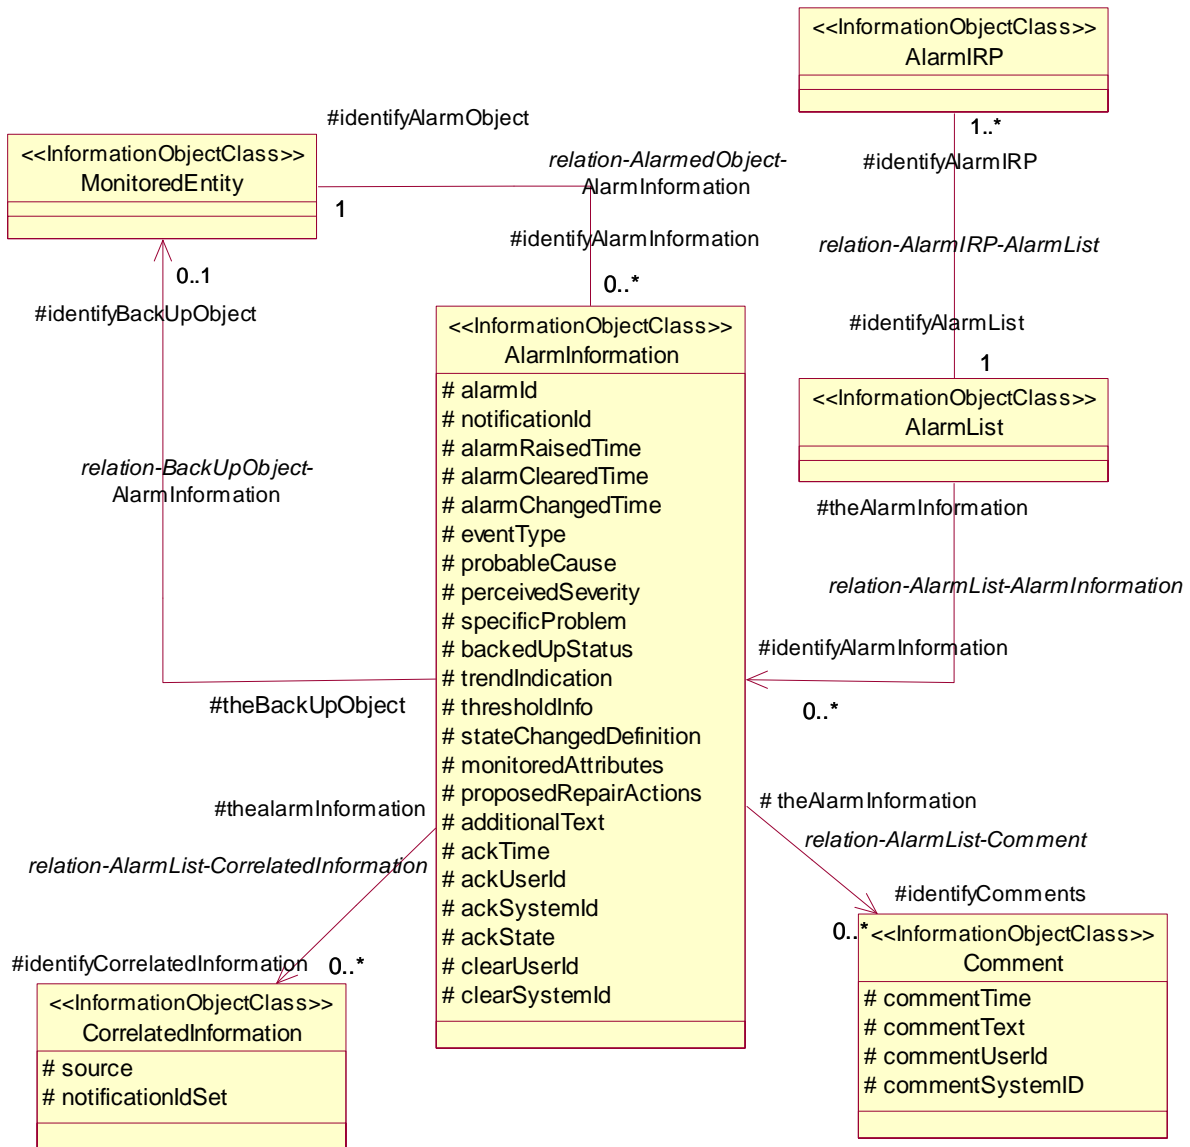 <<InformationObjectClass>>
AlarmIRP
1..*
#identifyAlarmIRP
relation-AlarmIRP-AlarmList
#identifyAlarmList
1
<<InformationObjectClass>>
AlarmList
#theAlarmInformation
relation-AlarmList-AlarmInformation
#identifyAlarmInformation
0..*
#identifyAlarmObject
<<InformationObjectClass>>
MonitoredEntity
1
relation-AlarmedObject-
AlarmInformation
#identifyAlarmInformation
0..*
0..1
#identifyBackUpObject
relation-BackUpObject-
AlarmInformation
#theBackUpObject
<<InformationObjectClass>>
AlarmInformation
# alarmId
# notificationId
# alarmRaisedTime
# alarmClearedTime
# alarmChangedTime
# eventType
# probableCause
# perceivedSeverity
# specificProblem
# backedUpStatus
# trendIndication
# thresholdInfo
# stateChangedDefinition
# monitoredAttributes
# proposedRepairActions
# additionalText
# ackTime
# ackUserId
# ackSystemId
# ackState
# clearUserId
# clearSystemId
#thealarmInformation
relation-AlarmList-CorrelatedInformation
#identifyCorrelatedInformation
0..*
<<InformationObjectClass>>
CorrelatedInformation
# source
# notificationIdSet
# theAlarmInformation
relation-AlarmList-Comment
#identifyComments
0..*
<<InformationObjectClass>>
Comment
# commentTime
# commentText
# commentUserId
# commentSystemID